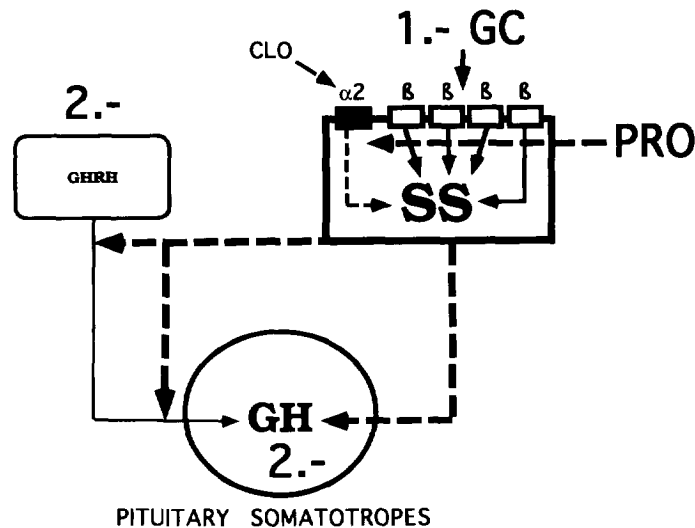 1.- GC
CLO
α2 ß ß ß ß
2.-
PRO
GHRH
SS
GH
2.-
PITUITARY SOMATOTROPES